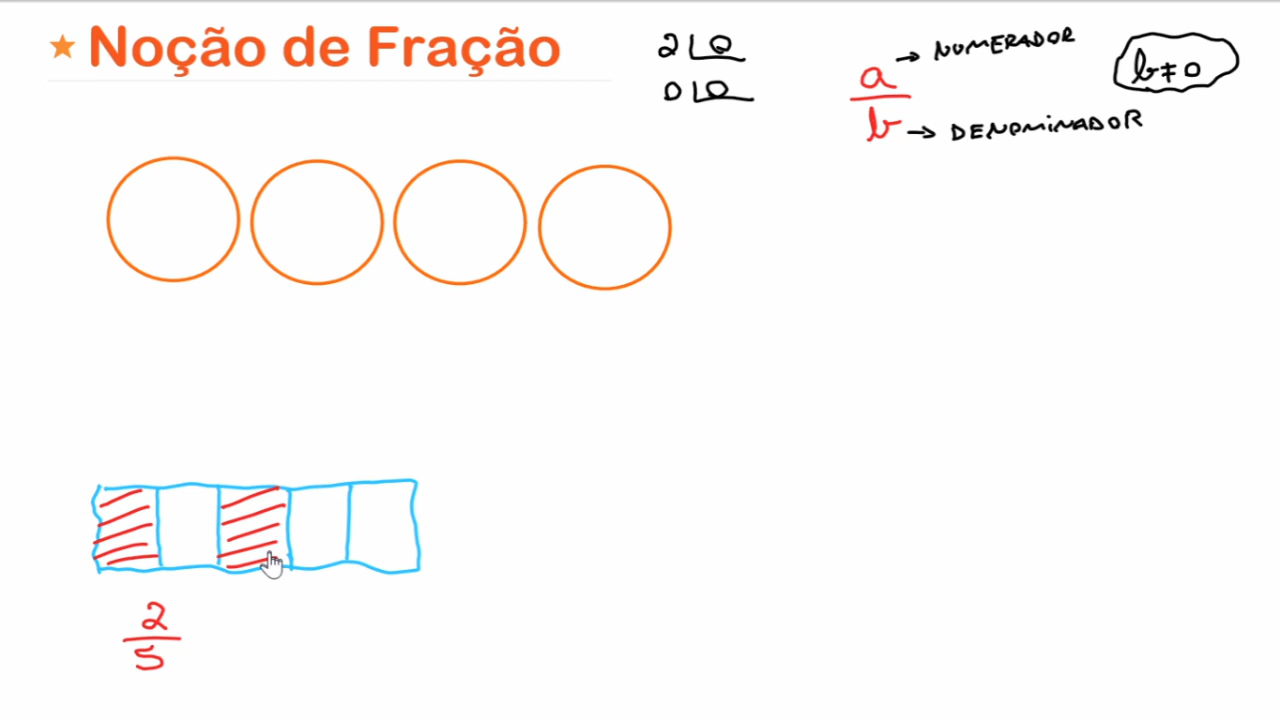 ★ Noção de Fração
2 | 0
0 | 0
a → NUMERADOR
b → DENOMINADOR
b ≠ 0
2
5